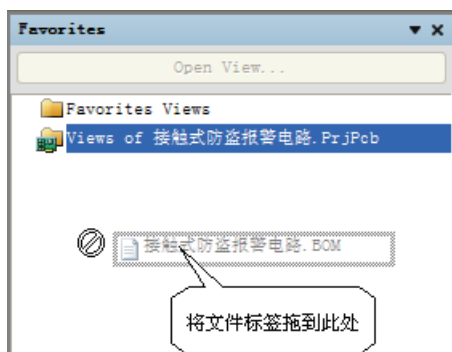 Favorites
Open View...
Favorites Views
Views of 接触式防盗报警电路.PrjPcb
接触式防盗报警电路.BOM
将文件标签拖到此处